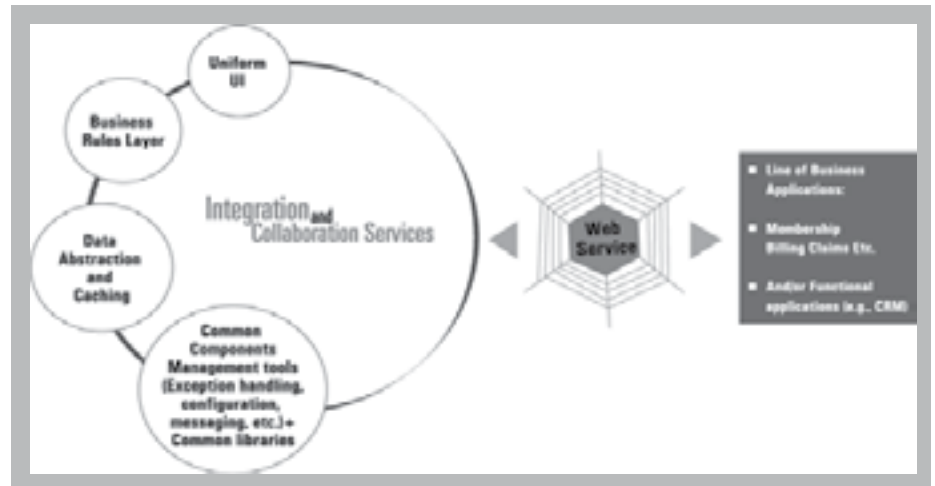 Uniform
UI
Business
Rules Layer
Data
Abstraction
and
Caching
Common
Components
Management tools
(Exception handling,
configuration,
messaging, etc.)+
Common libraries
Integration and
Collaboration Services
Web
Service
■ Line of Business
Applications:
■ Membership
Billing Claims Etc.
■ And/or Functional
applications (e.g., CRM)